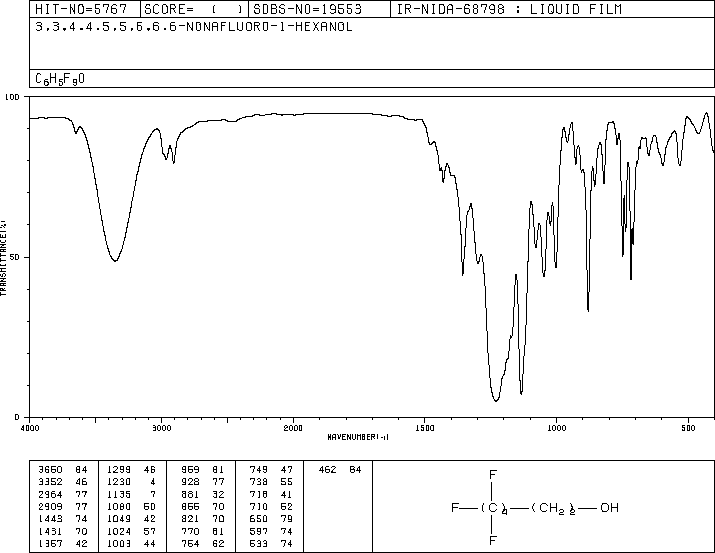 HIT-NO=5767 SCORE= ( ) SDBS-NO=19553 IR-NIDA-68798 : LIQUID FILM
3,3,4,4,5,5,6,6,6-NONAFLUORO-1-HEXANOL
C6H5F9O
100
50
0
TRANSMITTANCE(%)
4000 3000 2000 1500 1000 500
WAVENUMBER(-1)
3660 84 1299 46 959 81 749 47 462 84
3352 46 1230 4 928 77 738 55
2964 77 1135 7 881 32 718 41
2909 77 1080 50 855 70 710 52
1443 74 1049 42 821 70 650 79
1431 70 1024 57 770 81 597 74
1357 42 1003 44 764 62 533 74
F
F—(C)4—(CH2)2—OH
F